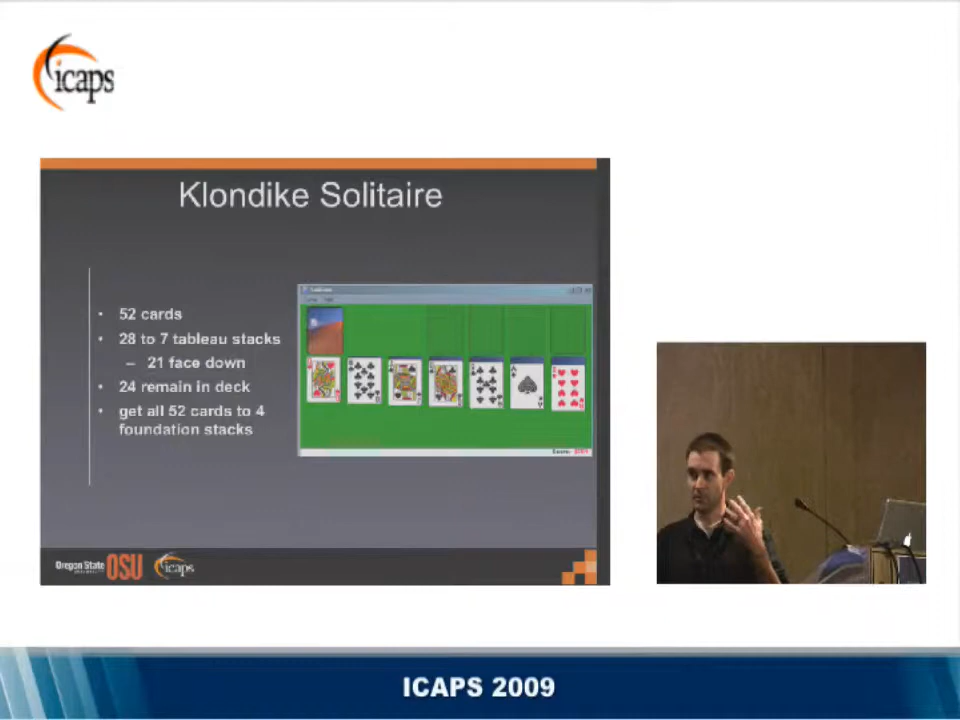 icaps
Klondike Solitaire
• 52 cards
• 28 to 7 tableau stacks
– 21 face down
• 24 remain in deck
• get all 52 cards to 4
foundation stacks
Oregon State
OSU
icaps
ICAPS 2009